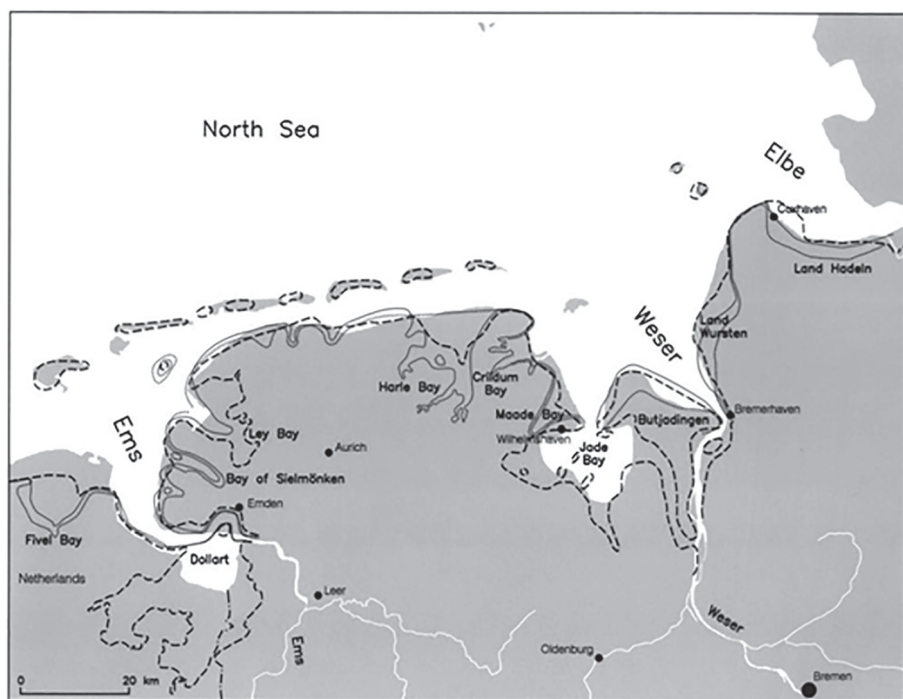 North Sea
Elbe
Cuxhaven
Land Hadeln
Weser
Land
Wursten
Harle Bay
Crildum
Bay
Maade Bay
Wilhelmshaven
Jade
Bay
Butjadingen
Bremerhaven
Ems
Ley Bay
Aurich
Bay of Sielmönken
Emden
Fivel Bay
Dollart
Netherlands
Leer
Ems
Weser
Oldenburg
Bremen
0 20 km